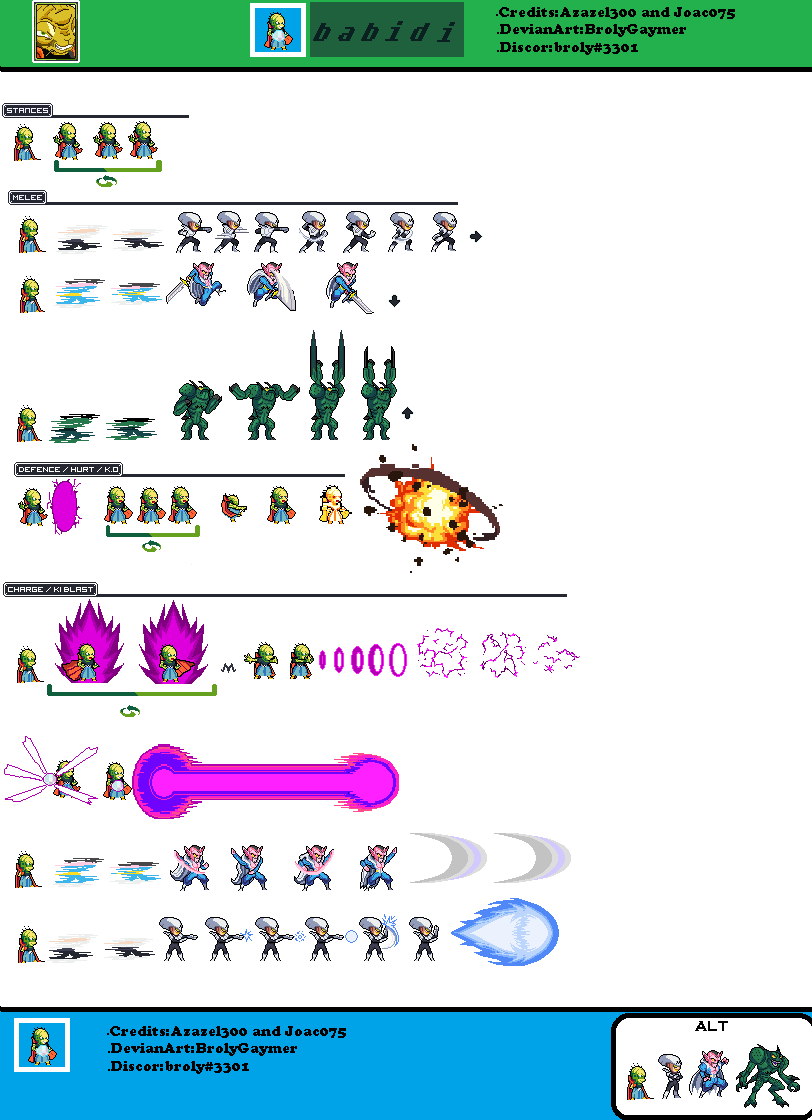 babidi
.Credits:Azazel300 and Joac075
.DevianArt:BrolyGaymer
.Discor:broly#3301
STANCES
MELEE
DEFENCE / HURT / K.O
CHARGE / KI BLAST
.Credits:Azazel300 and Joac075
.DevianArt:BrolyGaymer
.Discor:broly#3301
ALT